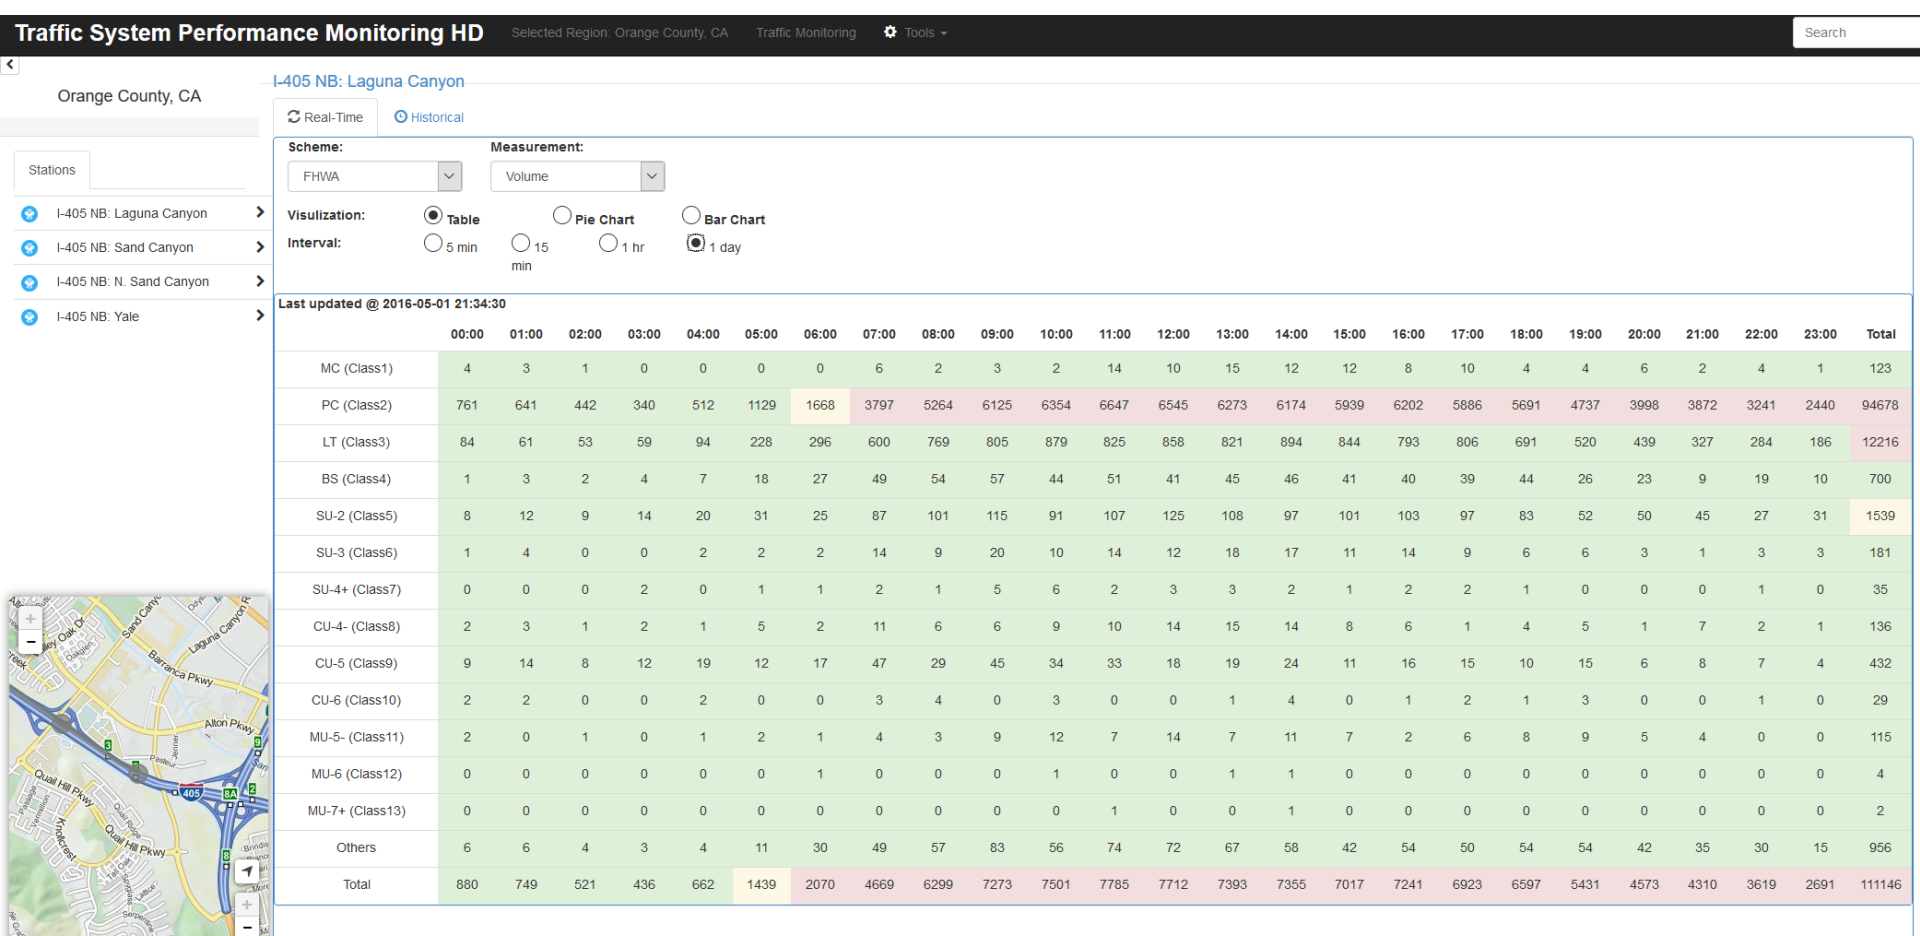 Traffic System Performance Monitoring HD Selected Region: Orange County, CA Traffic Monitoring Tools Search
Orange County, CA
Stations
I-405 NB: Laguna Canyon
I-405 NB: Sand Canyon
I-405 NB: N. Sand Canyon
I-405 NB: Yale
I-405 NB: Laguna Canyon
Real-Time Historical
Scheme: Measurement:
FHWA Volume
Visulization: Table Pie Chart Bar Chart
Interval: 5 min 15 min 1 hr 1 day
Last updated @ 2016-05-01 21:34:30
00:00 01:00 02:00 03:00 04:00 05:00 06:00 07:00 08:00 09:00 10:00 11:00 12:00 13:00 14:00 15:00 16:00 17:00 18:00 19:00 20:00 21:00 22:00 23:00 Total
MC (Class1) 4 3 1 0 0 0 0 6 2 3 2 14 10 15 12 12 8 10 4 4 6 2 4 1 123
PC (Class2) 761 641 442 340 512 1129 1668 3797 5264 6125 6354 6647 6545 6273 6174 5939 6202 5886 5691 4737 3998 3872 3241 2440 94678
LT (Class3) 84 61 53 59 94 228 296 600 769 805 879 825 858 821 894 844 793 806 691 520 439 327 284 186 12216
BS (Class4) 1 3 2 4 7 18 27 49 54 57 44 51 41 45 46 41 40 39 44 26 23 9 19 10 700
SU-2 (Class5) 8 12 9 14 20 31 25 87 101 115 91 107 125 108 97 101 103 97 83 52 50 45 27 31 1539
SU-3 (Class6) 1 4 0 0 2 2 2 14 9 20 10 14 12 18 17 11 14 9 6 6 3 1 3 3 181
SU-4+ (Class7) 0 0 0 2 0 1 1 2 1 5 6 2 3 3 2 1 2 2 1 0 0 0 1 0 35
CU-4- (Class8) 2 3 1 2 1 5 2 11 6 6 9 10 14 15 14 8 6 1 4 5 1 7 2 1 136
CU-5 (Class9) 9 14 8 12 19 12 17 47 29 45 34 33 18 19 24 11 16 15 10 15 6 8 7 4 432
CU-6 (Class10) 2 2 0 0 2 0 0 3 4 0 3 0 0 1 4 0 1 2 1 3 0 0 1 0 29
MU-5- (Class11) 2 0 1 0 1 2 1 4 3 9 12 7 14 7 11 7 2 6 8 9 5 4 0 0 115
MU-6 (Class12) 0 0 0 0 0 0 1 0 0 0 1 0 0 1 1 0 0 0 0 0 0 0 0 0 4
MU-7+ (Class13) 0 0 0 0 0 0 0 0 0 0 0 1 0 0 1 0 0 0 0 0 0 0 0 0 2
Others 6 6 4 3 4 11 30 49 57 83 56 74 72 67 58 42 54 50 54 54 42 35 30 15 956
Total 880 749 521 436 662 1439 2070 4669 6299 7273 7501 7785 7712 7393 7355 7017 7241 6923 6597 5431 4573 4310 3619 2691 111146
Sand Canyon
Laguna Canyon R
Oak Dr
Barranca Pkwy
Alton Pkwy
Jenner
Pasteur
3
9
405
8A
2
8
Quail Hill Pkwy
Knollcrest
Quail Ridge
Quail Hill Pkwy
Tall Oak
Spyglass
Lattice
Serpentine